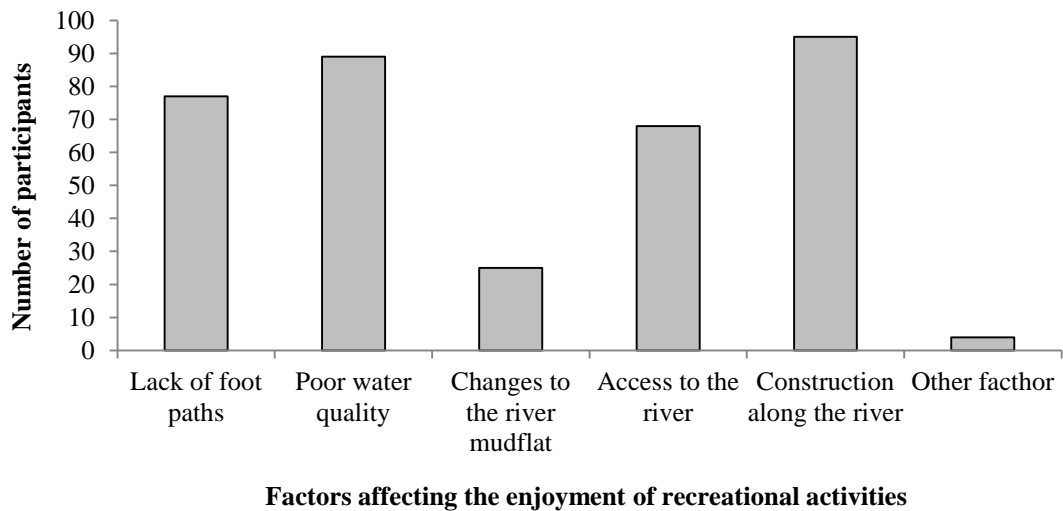 Number of participants
100
90
80
70
60
50
40
30
20
10
0
Lack of foot
paths
Poor water
quality
Changes to
the river
mudflat
Access to the
river
Construction
along the river
Other facthor
Factors affecting the enjoyment of recreational activities